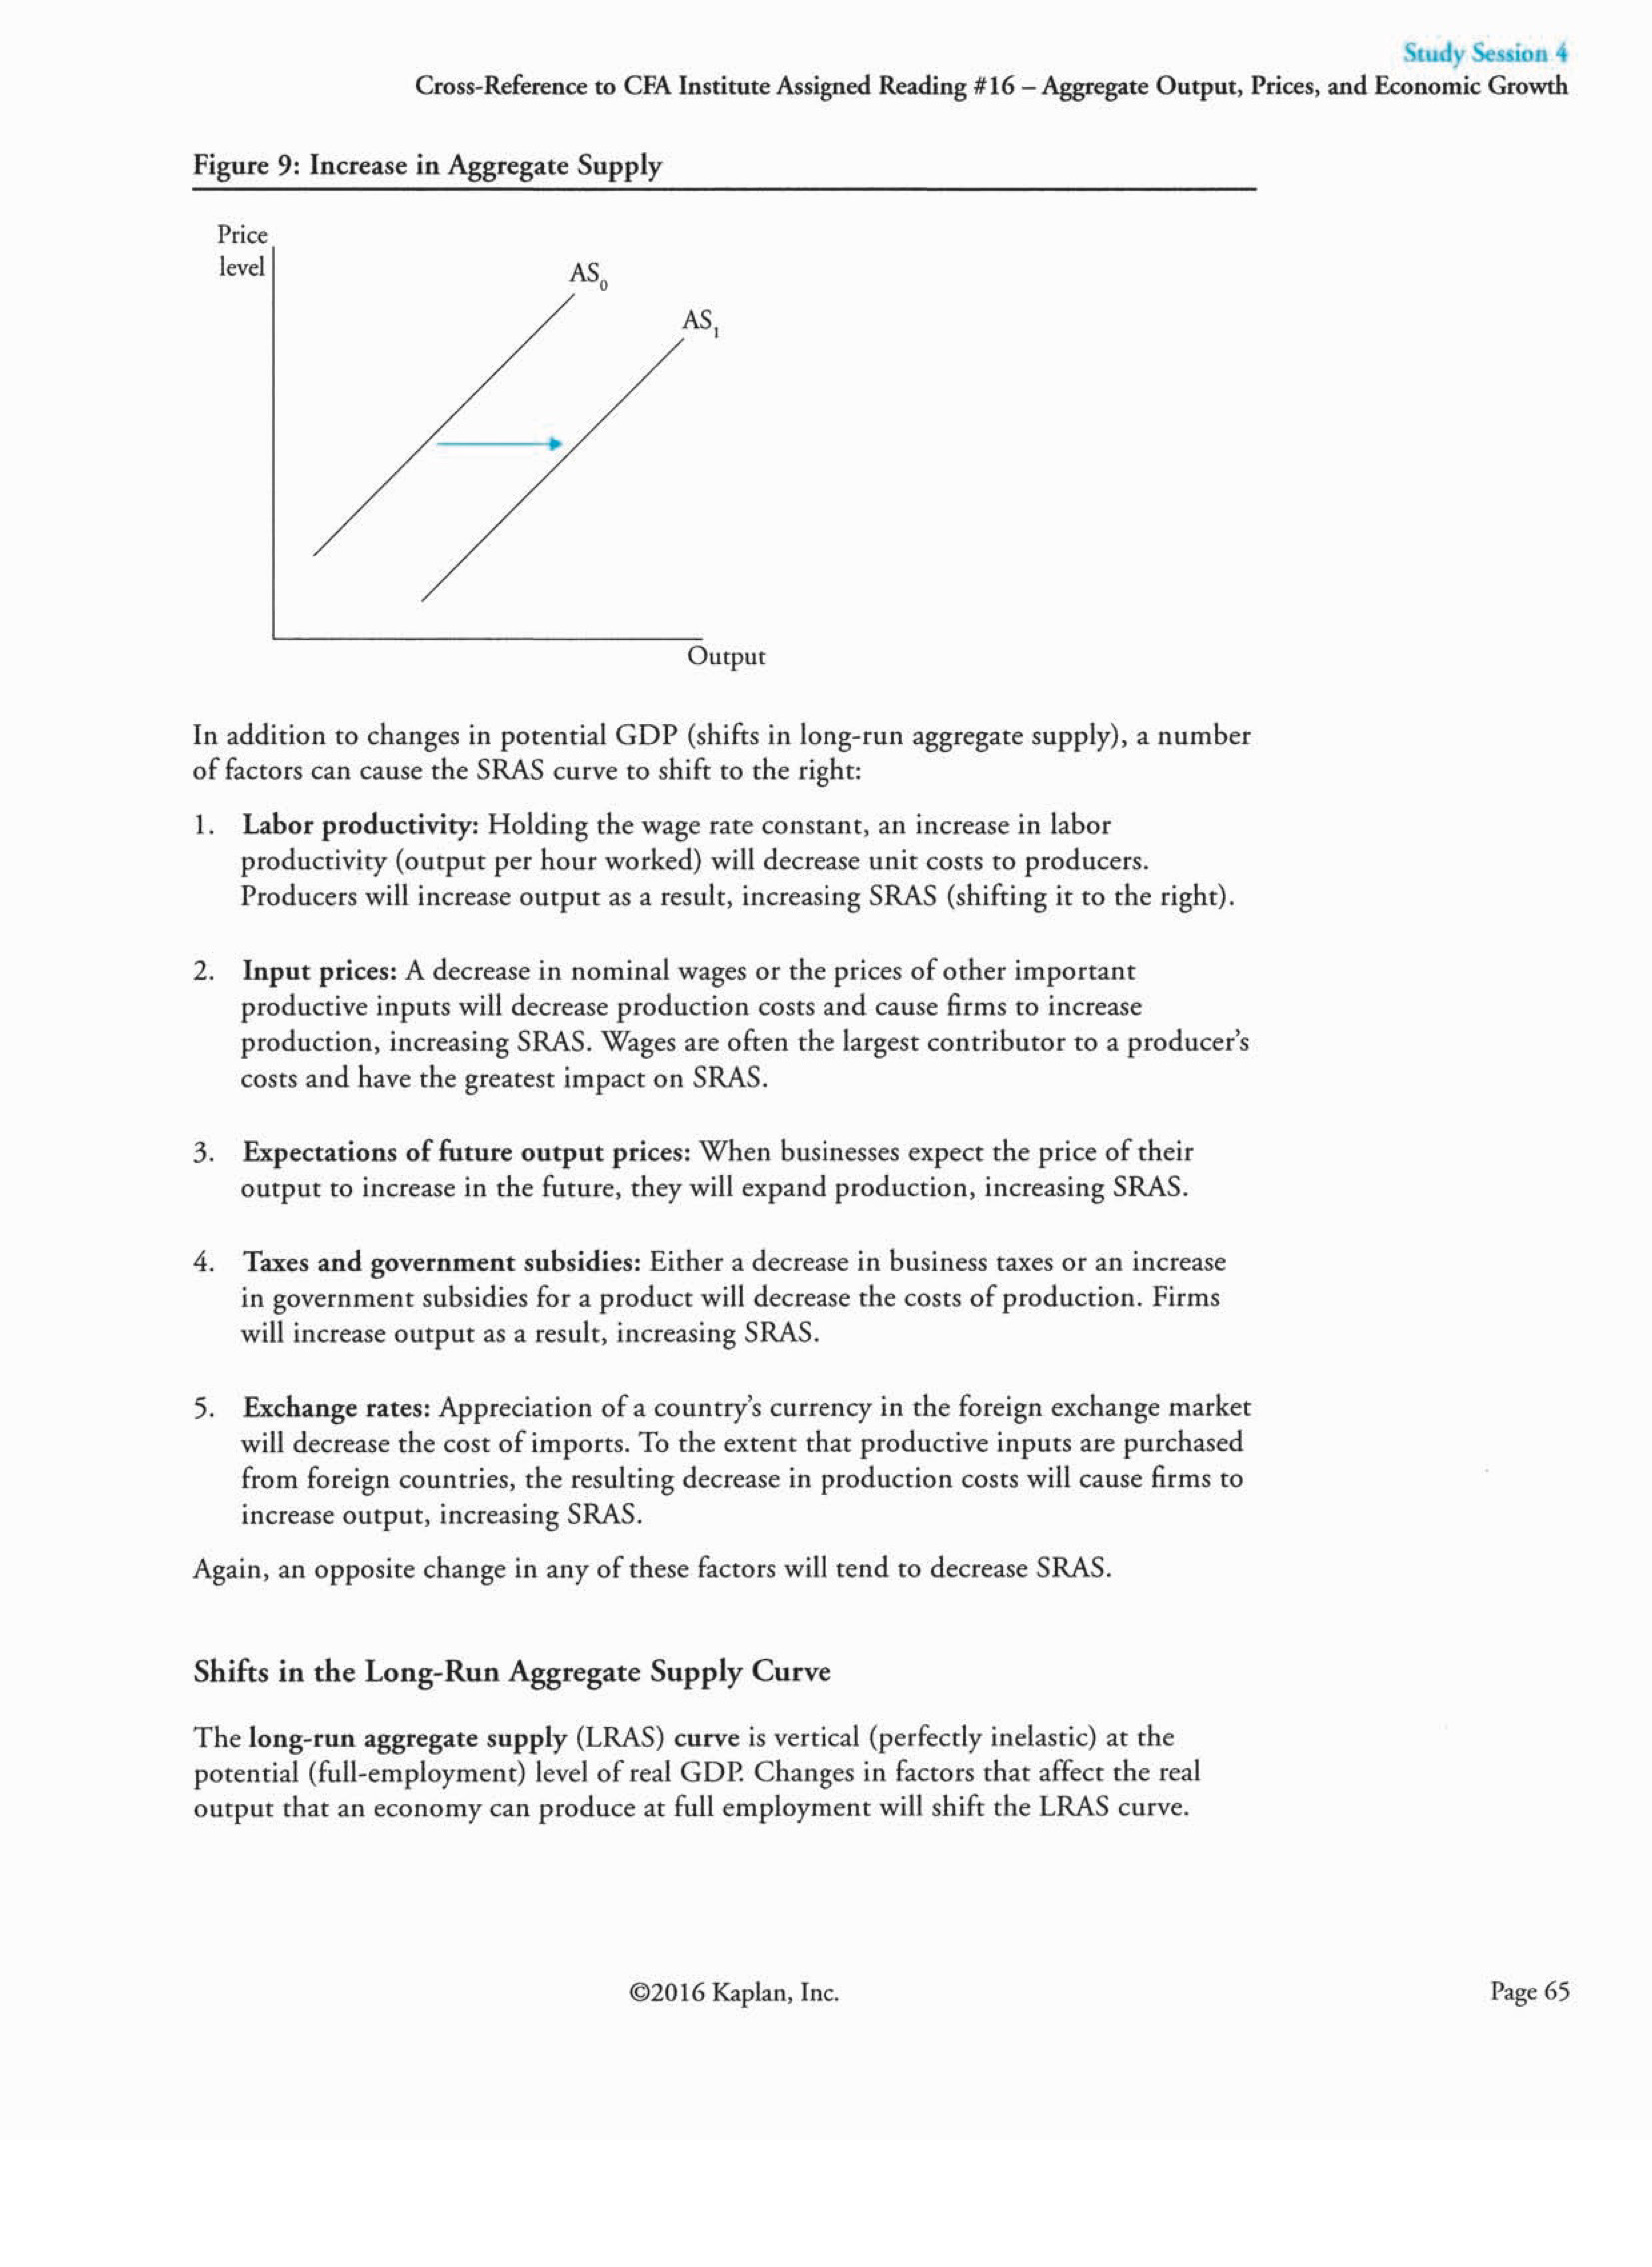 Study Session 4
Cross-Reference to CFA Institute Assigned Reading #16 – Aggregate Output, Prices, and Economic Growth
Figure 9: Increase in Aggregate Supply
Price
level
AS0
AS1
Output
In addition to changes in potential GDP (shifts in long-run aggregate supply), a number
of factors can cause the SRAS curve to shift to the right:
1. Labor productivity: Holding the wage rate constant, an increase in labor
productivity (output per hour worked) will decrease unit costs to producers.
Producers will increase output as a result, increasing SRAS (shifting it to the right).
2. Input prices: A decrease in nominal wages or the prices of other important
productive inputs will decrease production costs and cause firms to increase
production, increasing SRAS. Wages are often the largest contributor to a producer's
costs and have the greatest impact on SRAS.
3. Expectations of future output prices: When businesses expect the price of their
output to increase in the future, they will expand production, increasing SRAS.
4. Taxes and government subsidies: Either a decrease in business taxes or an increase
in government subsidies for a product will decrease the costs of production. Firms
will increase output as a result, increasing SRAS.
5. Exchange rates: Appreciation of a country's currency in the foreign exchange market
will decrease the cost of imports. To the extent that productive inputs are purchased
from foreign countries, the resulting decrease in production costs will cause firms to
increase output, increasing SRAS.
Again, an opposite change in any of these factors will tend to decrease SRAS.
Shifts in the Long-Run Aggregate Supply Curve
The long-run aggregate supply (LRAS) curve is vertical (perfectly inelastic) at the
potential (full-employment) level of real GDP. Changes in factors that affect the real
output that an economy can produce at full employment will shift the LRAS curve.
©2016 Kaplan, Inc.
Page 65